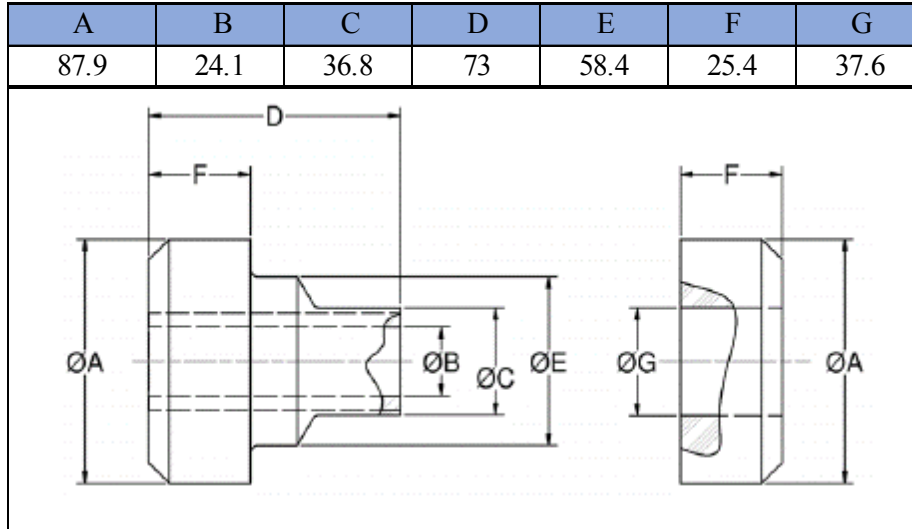 A B C D E F G
87.9 24.1 36.8 73 58.4 25.4 37.6
D
F F
ØA ØB ØC ØE ØG ØA